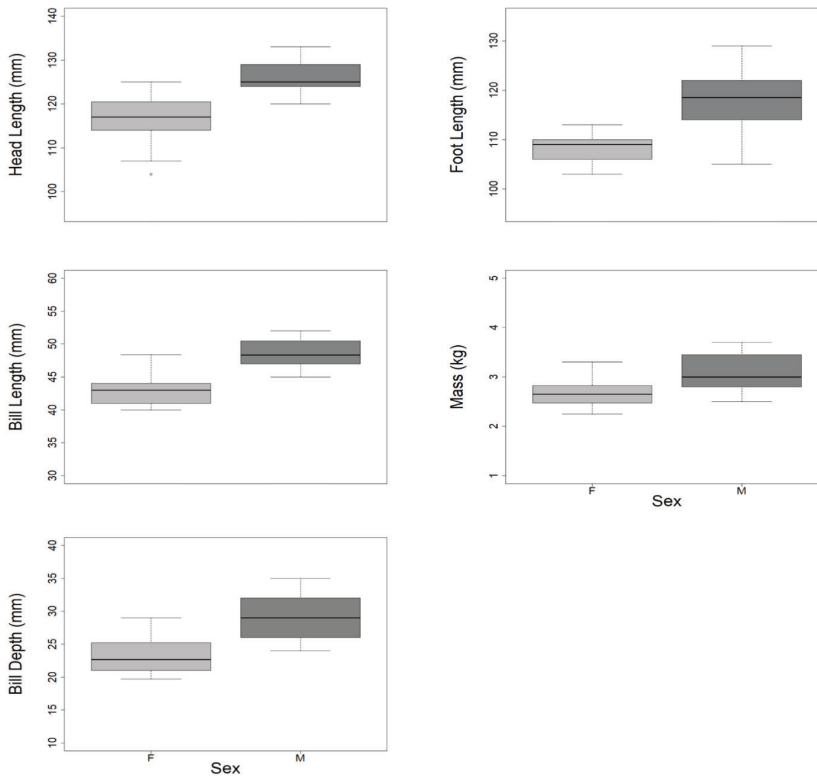 Head Length (mm)
140
130
120
110
100
Foot Length (mm)
130
120
110
100
Bill Length (mm)
60
55
50
45
40
35
30
Mass (kg)
5
4
3
2
1
F
M
Sex
Bill Depth (mm)
40
35
30
25
20
15
10
F
M
Sex